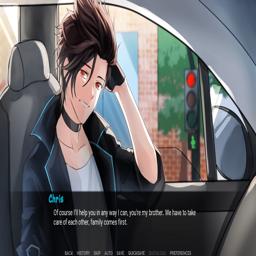 Chris
Of course I'll help you in any way I can, you're my brother. We have to take
care of each other, family comes first.
BACK HISTORY SKIP AUTO SAVE QUICKSAVE DIALOGS PREFERENCES